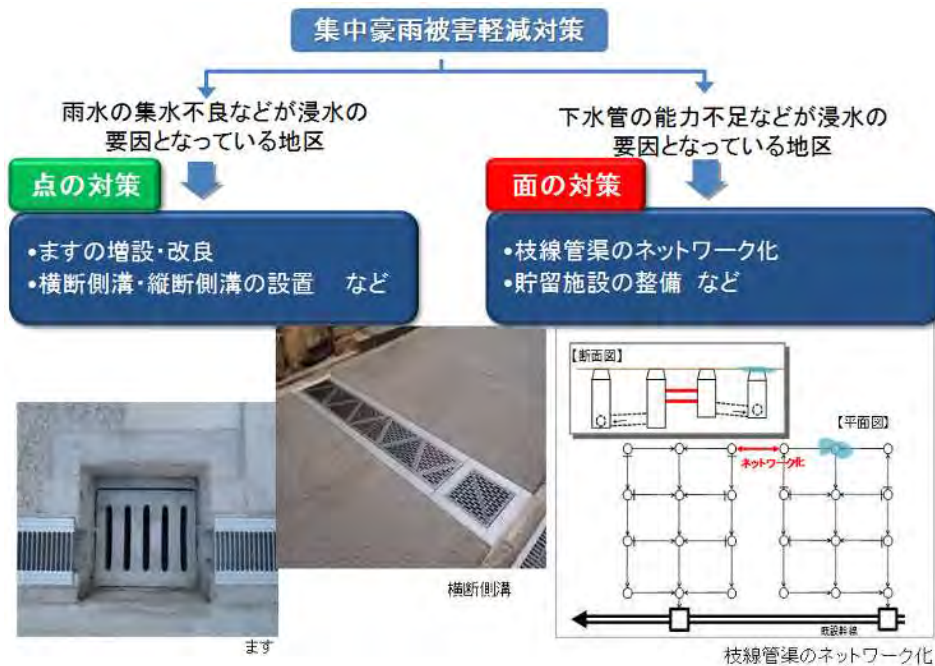 集中豪雨被害軽減対策
雨水の集水不良などが浸水の
要因となっている地区
下水管の能力不足などが浸水の
要因となっている地区
点の対策
•ますの増設・改良
•横断側溝・縦断側溝の設置　など
面の対策
•枝線管渠のネットワーク化
•貯留施設の整備 など
ます
横断側溝
【断面図】
【平面図】
ネットワーク化
既設幹線
枝線管渠のネットワーク化